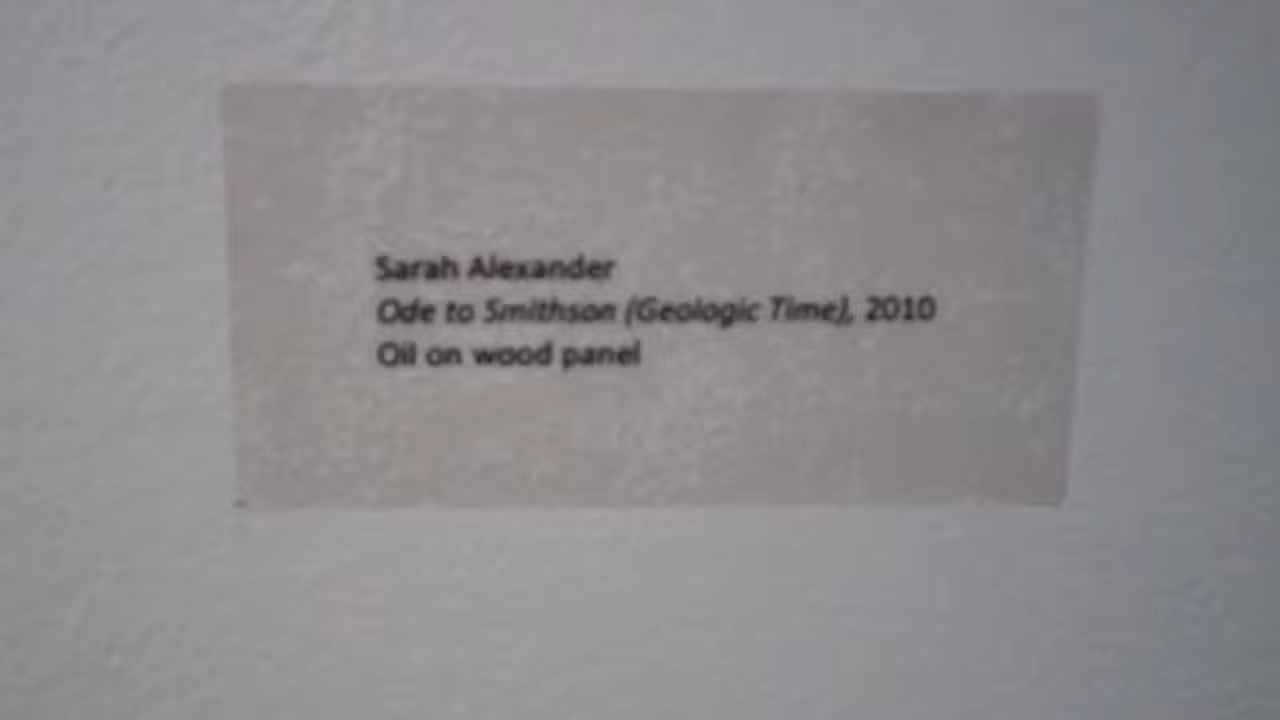 Sarah Alexander
Ode to Smithson (Geologic Time), 2010
Oil on wood panel